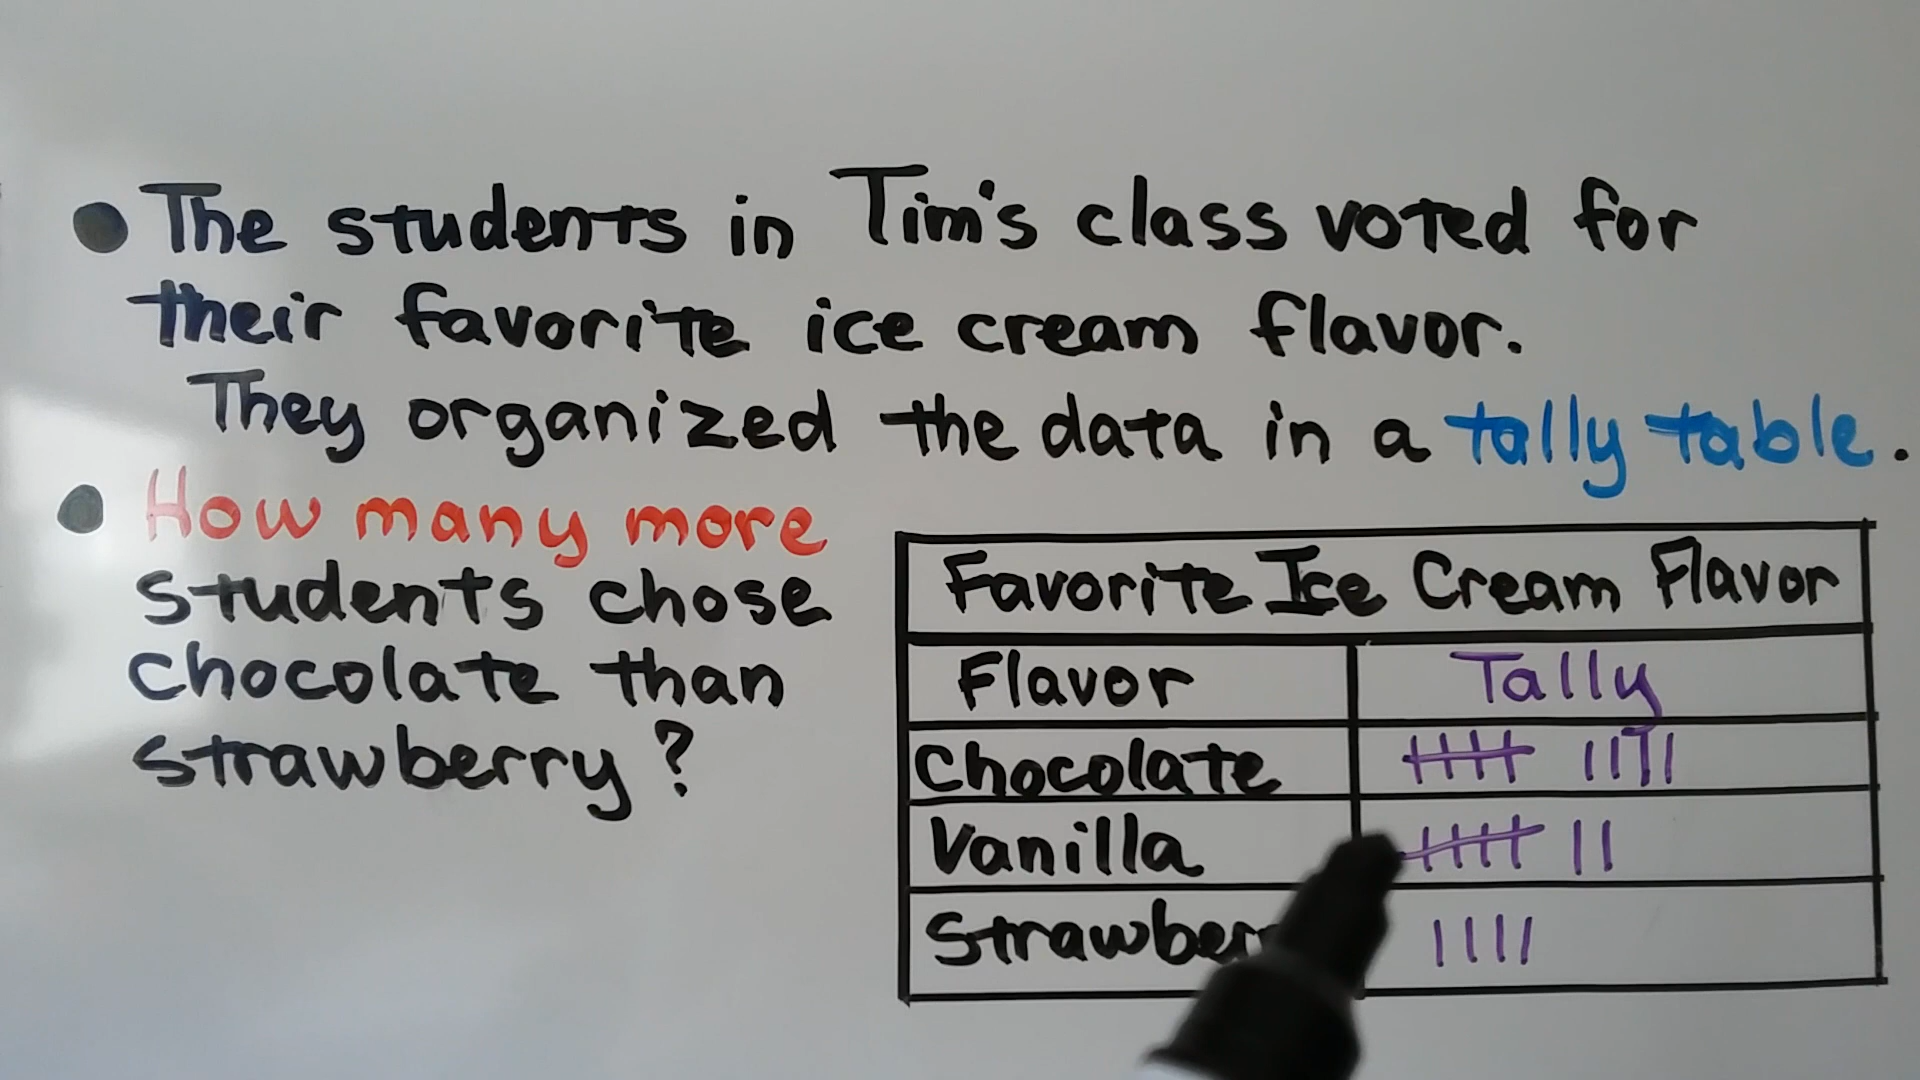 The students in Tim's class voted for
their favorite ice cream flavor.
They organized the data in a tally table.
How many more
students chose
chocolate than
strawberry?
Favorite Ice Cream Flavor
Flavor Tally
Chocolate
Vanilla